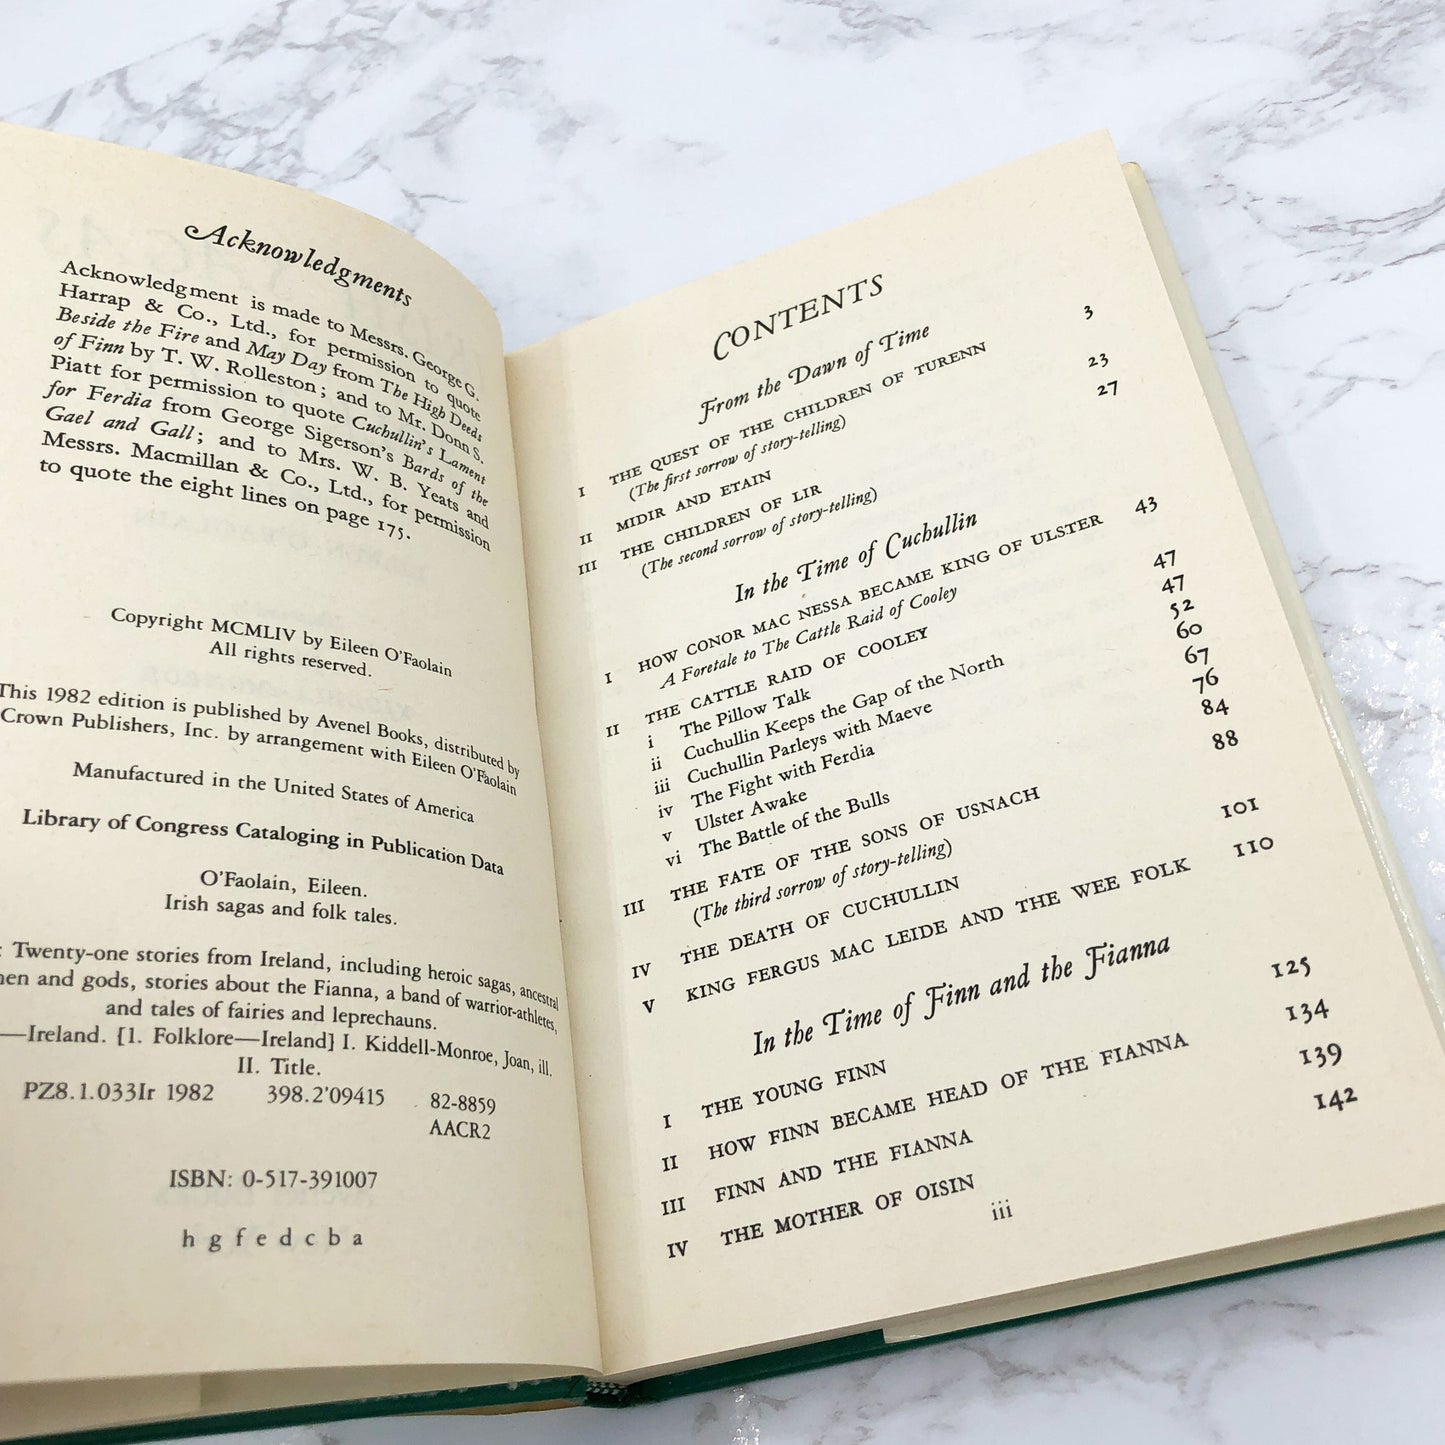 Acknowledgments
Acknowledgment is made to Messrs. George G.
Harrap & Co., Ltd., for permission to quote
Beside the Fire and May Day from The High Deeds
of Finn by T. W. Rolleston; and to Mr. Donn S.
Piatt for permission to quote Cuchullin's Lament
for Ferdia from George Sigerson's Bards of the
Gael and Gall; and to Mrs. W. B. Yeats and
Messrs. Macmillan & Co., Ltd., for permission
to quote the eight lines on page 175.
Copyright MCMLIV by Eileen O'Faolain
All rights reserved.
This 1982 edition is published by Avenel Books, distributed by
Crown Publishers, Inc. by arrangement with Eileen O'Faolain
Manufactured in the United States of America
Library of Congress Cataloging in Publication Data
O'Faolain, Eileen.
Irish sagas and folk tales.
: Twenty-one stories from Ireland, including heroic sagas, ancestral
and gods, stories about the Fianna, a band of warrior-athletes,
and tales of fairies and leprechauns.
—Ireland. [1. Folklore—Ireland] I. Kiddell-Monroe, Joan, ill.
II. Title.
PZ8.1.033Ir 1982 398.2'09415 82-8859
AACR2
ISBN: 0-517-391007
h g f e d c b a
CONTENTS
From the Dawn of Time
I THE QUEST OF THE CHILDREN OF TURENN 3
(The first sorrow of story-telling)
II MIDIR AND ETAIN 23
III THE CHILDREN OF LIR 27
(The second sorrow of story-telling)
In the Time of Cuchullin
I HOW CONOR MAC NESSA BECAME KING OF ULSTER 43
A Foretale to The Cattle Raid of Cooley
II THE CATTLE RAID OF COOLEY 47
i The Pillow Talk 47
ii Cuchullin Keeps the Gap of the North 52
iii Cuchullin Parleys with Maeve 60
iv The Fight with Ferdia 67
v Ulster Awake 76
vi The Battle of the Bulls 84
III THE FATE OF THE SONS OF USNACH 88
(The third sorrow of story-telling)
IV THE DEATH OF CUCHULLIN 101
V KING FERGUS MAC LEIDE AND THE WEE FOLK 110
In the Time of Finn and the Fianna
I THE YOUNG FINN 125
II HOW FINN BECAME HEAD OF THE FIANNA 134
III FINN AND THE FIANNA 139
IV THE MOTHER OF OISIN 142
iii